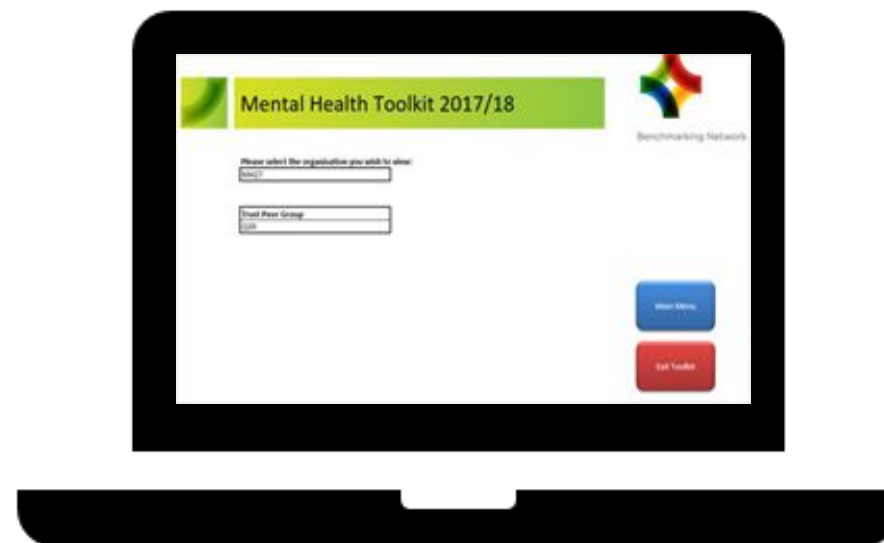 Mental Health Toolkit 2017/18
Benchmarking Network
Please select the organisation you wish to view:
Trust Peer Group
Main Menu
Exit Toolkit